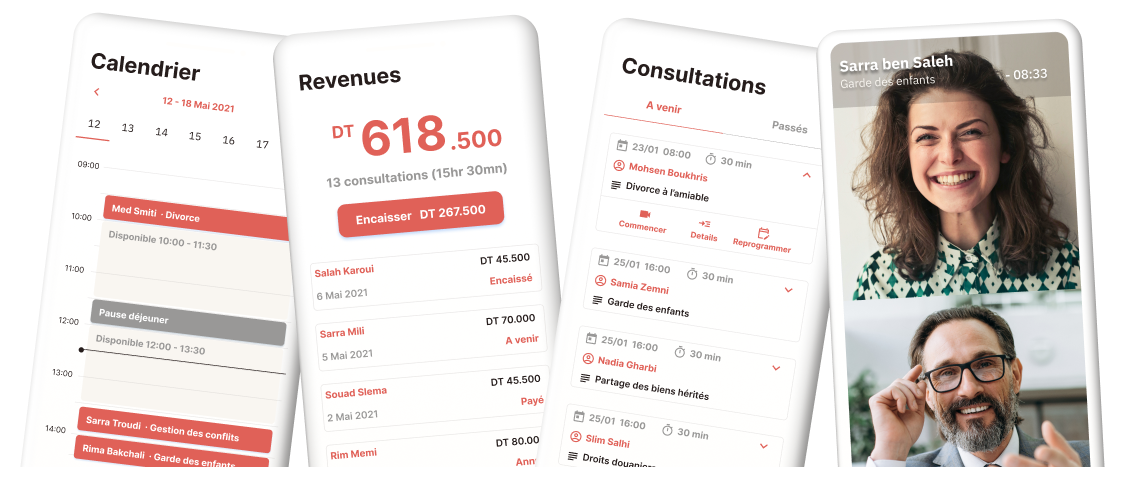 Calendrier
12 - 18 Mai 2021
12 13 14 15 16 17
09:00
10:00
Med Smiti · Divorce
Disponible 10:00 - 11:30
11:00
Pause déjeuner
12:00
Disponible 12:00 - 13:30
13:00
Sarra Troudi · Gestion des conflits
14:00
Rima Bakchali · Garde des enfants
Revenues
DT 618.500
13 consultations (15hr 30mn)
Encaisser DT 267.500
Salah Karoui DT 45.500
6 Mai 2021 Encaissé
Sarra Mili DT 70.000
5 Mai 2021 A venir
Souad Slema DT 45.500
2 Mai 2021 Payé
Rim Memi DT 80.00
Ann
Consultations
A venir Passés
23/01 08:00 30 min
Mohsen Boukhris
Divorce à l'amiable
Commencer Details Reprogrammer
25/01 16:00 30 min
Samia Zemni
Garde des enfants
25/01 16:00 30 min
Nadia Gharbi
Partage des biens hérités
25/01 16:00 30 min
Slim Salhi
Droits douanier
Sarra ben Saleh
Garde des enfants
- 08:33